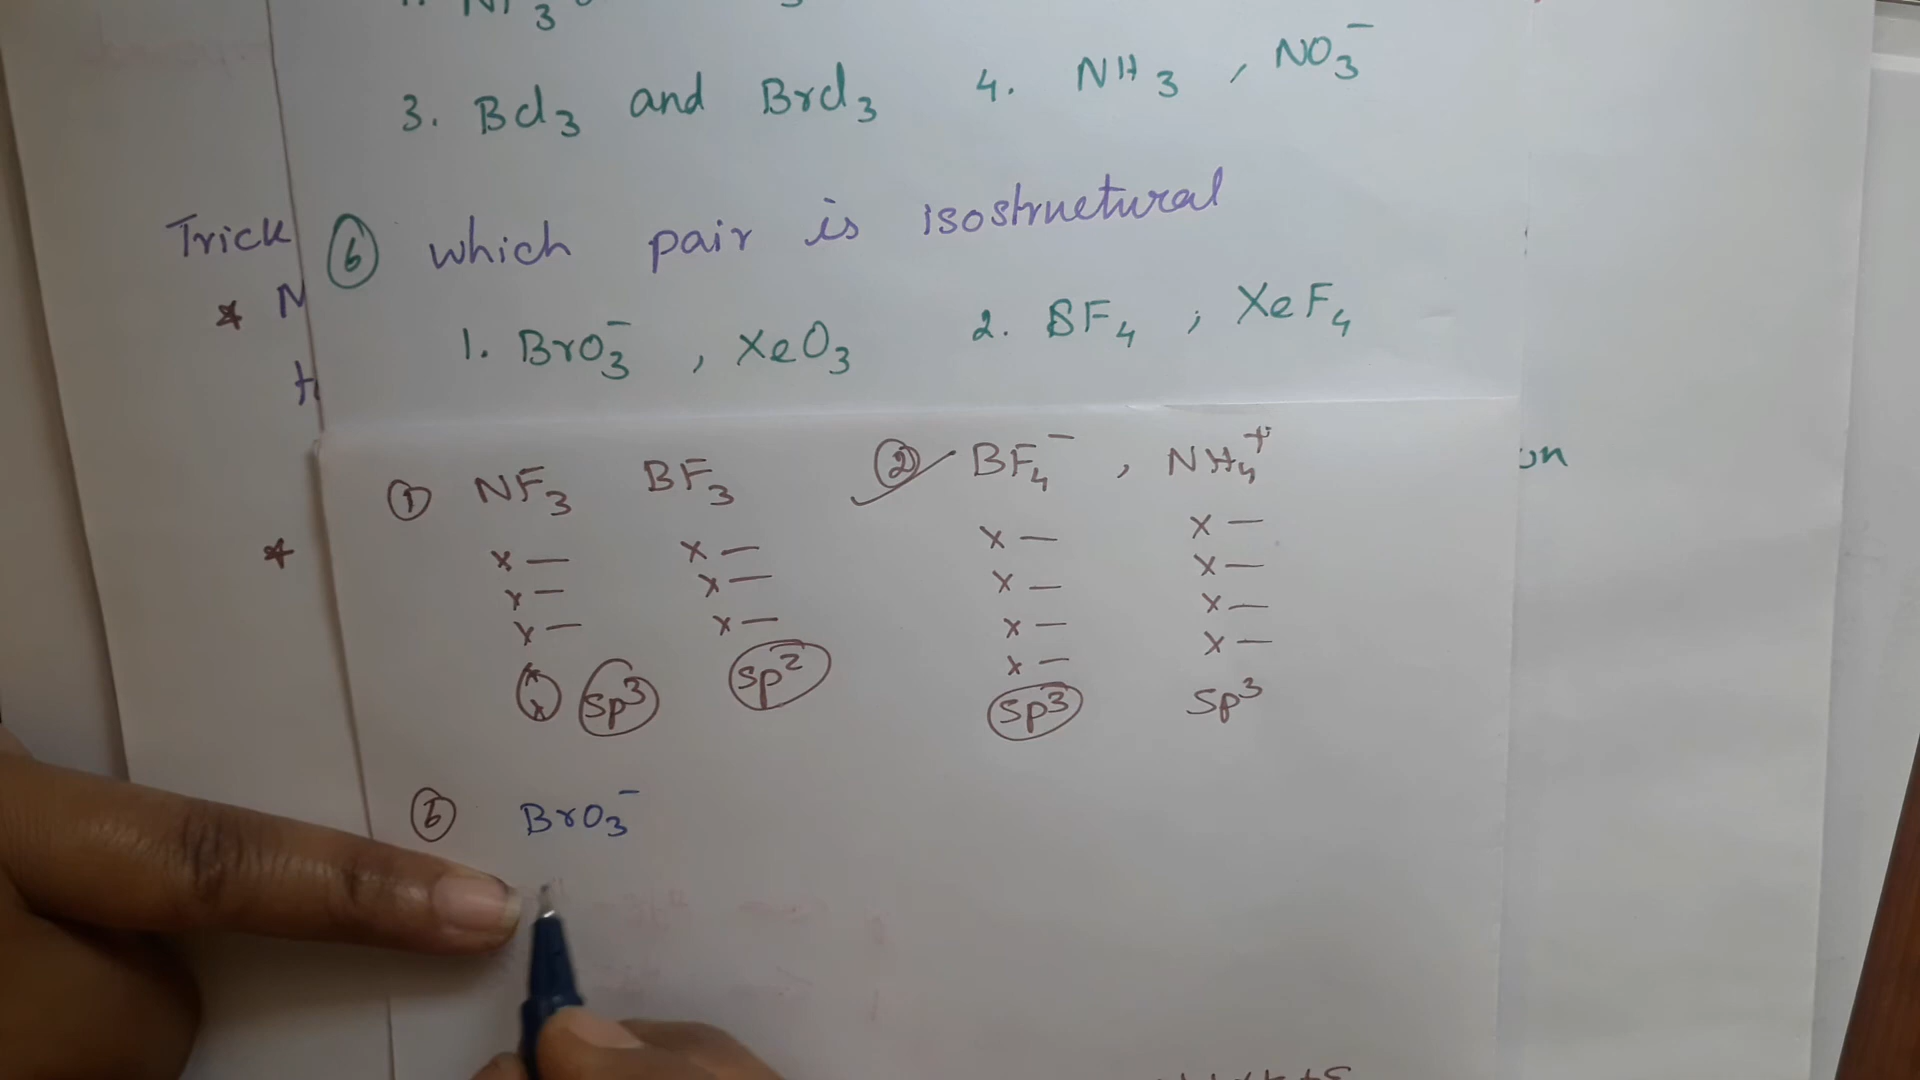 3. Bcl3 and Brcl3 4. NH3 , NO3⁻
Trick
⑥ which pair is isostructural
* N
1. BrO3⁻ , XeO3 2. SF4 ; XeF4
① NF3 BF3 ② BF4⁻ , NH4⁺
x — x — x — x —
x — x — x — x —
x — x — x — x —
x — x —
x x sp3 sp2 sp3 sp3
*
⑥ BrO3⁻